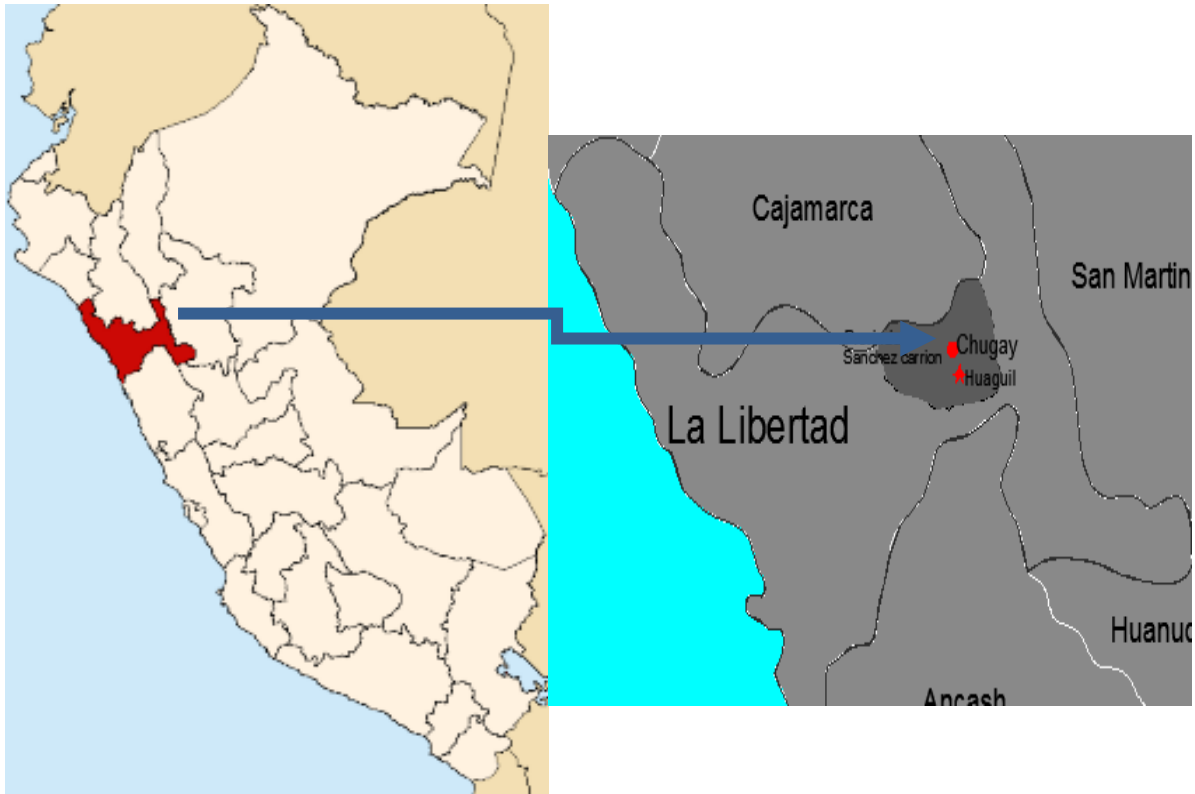 Cajamarca
San Martin
Chugay
Sanchez carrion
Huaguil
La Libertad
Huanuc
Ancash